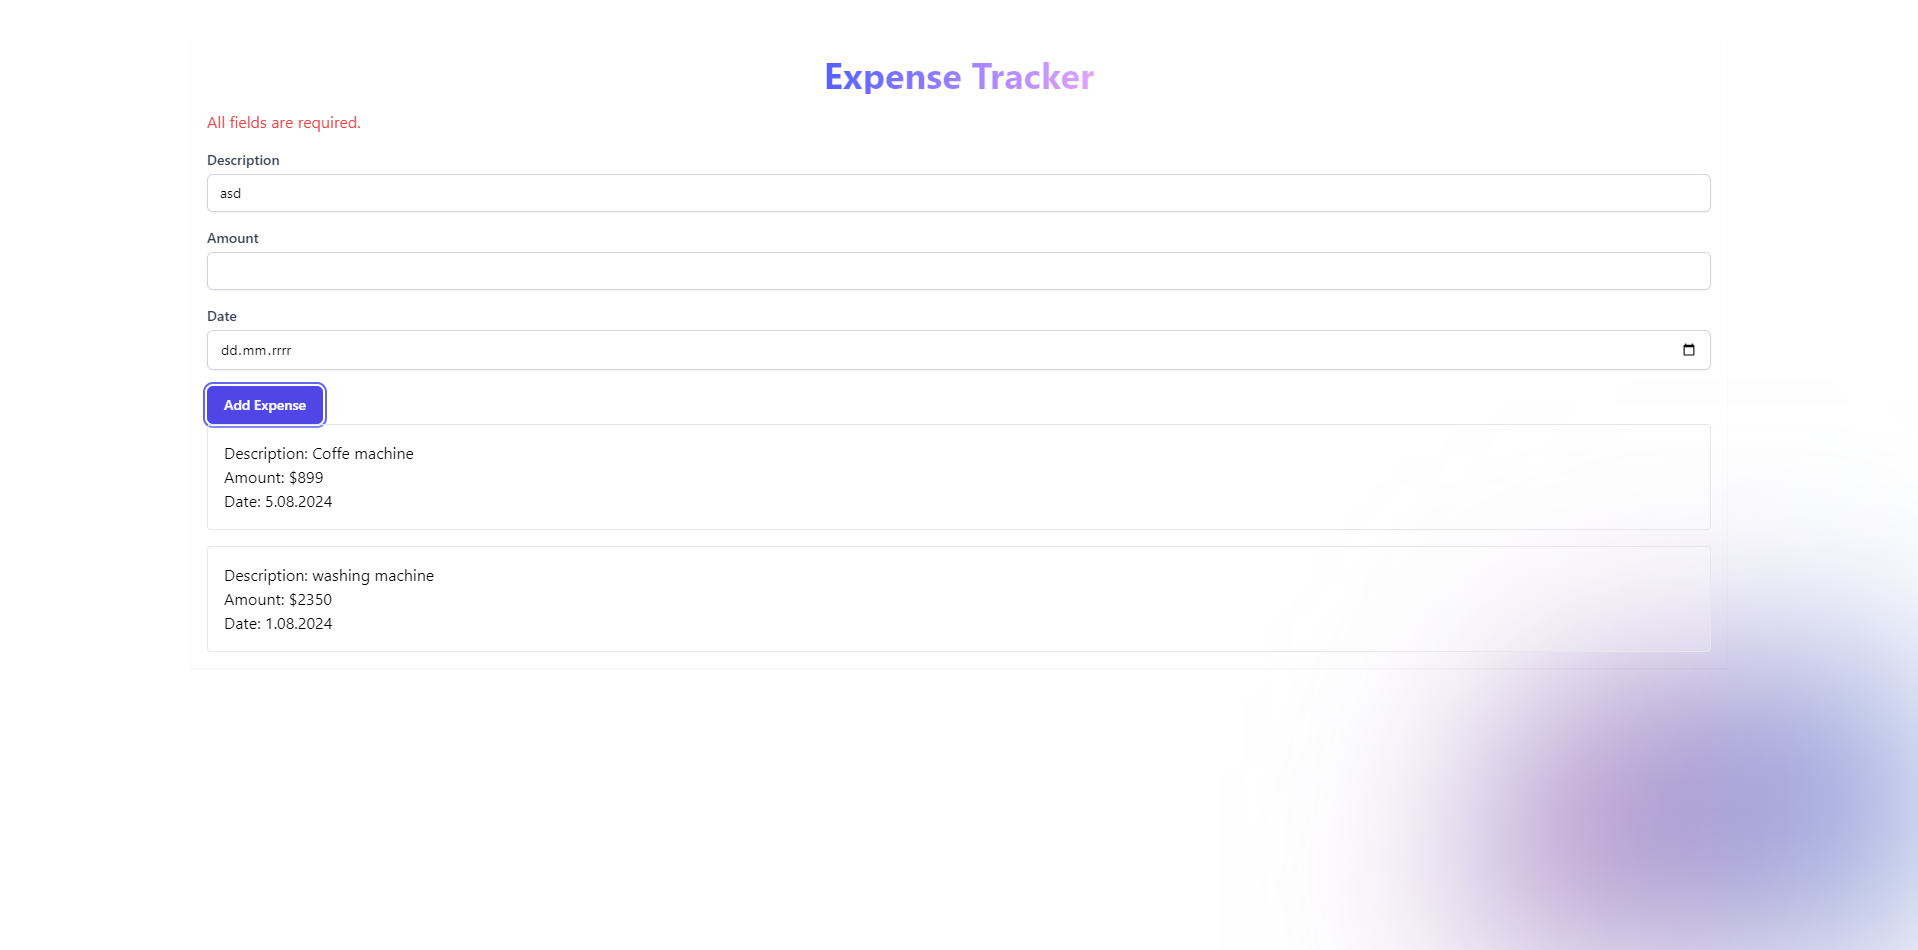 Expense Tracker
All fields are required.
Description
asd
Amount
Date
dd.mm.rrrr
Add Expense
Description: Coffe machine
Amount: $899
Date: 5.08.2024
Description: washing machine
Amount: $2350
Date: 1.08.2024